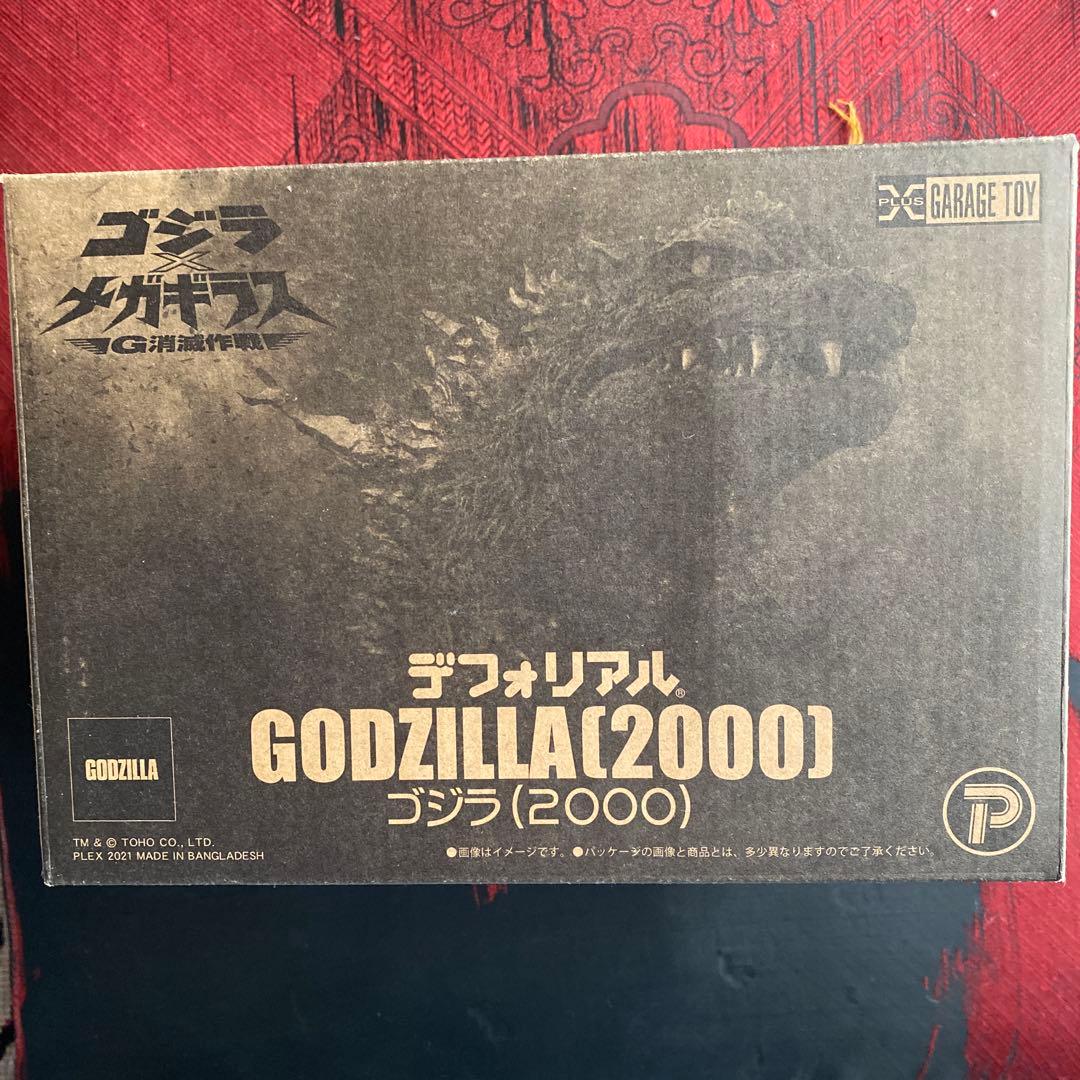 ゴジラ
×
メガギラス
G消滅作戦
X PLUS GARAGE TOY
デフォリアル®
GODZILLA(2000)
ゴジラ(2000)
GODZILLA
TM & © TOHO CO., LTD.
PLEX 2021 MADE IN BANGLADESH
●画像はイメージです。●パッケージの画像と商品とは、多少異なりますのでご了承ください。
P